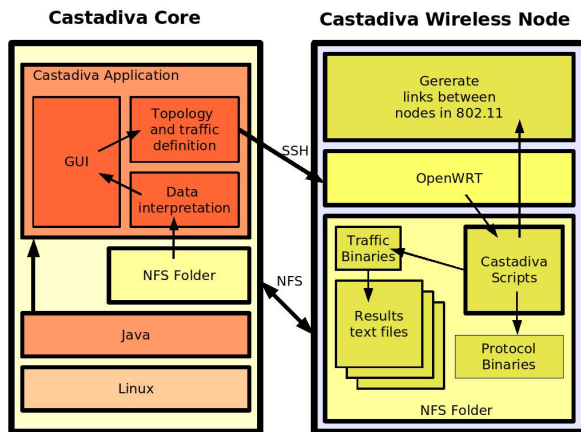 Castadiva Core
Castadiva Wireless Node
Castadiva Application
GUI
Topology
and traffic
definition
Data
interpretation
NFS Folder
Java
Linux
SSH
NFS
Gererate
links between
nodes in 802.11
OpenWRT
Traffic
Binaries
Castadiva
Scripts
Results
text files
Protocol
Binaries
NFS Folder